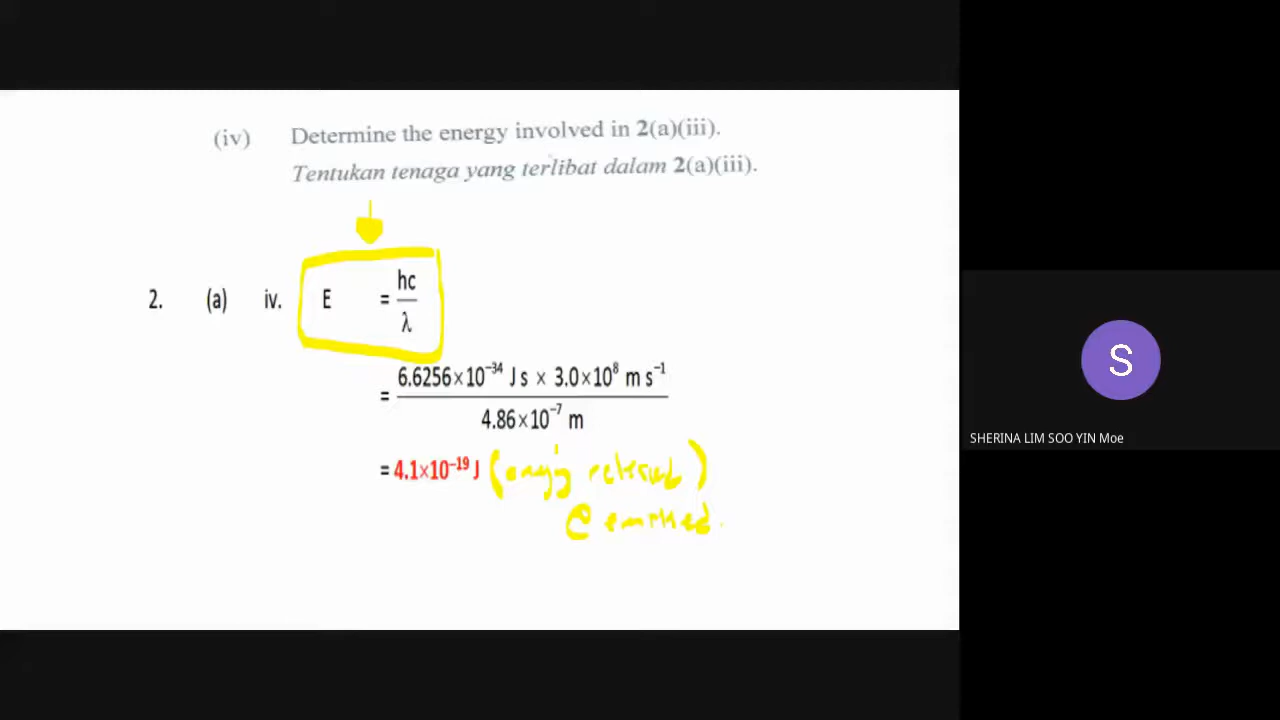 (iv) Determine the energy involved in 2(a)(iii).
Tentukan tenaga yang terlibat dalam 2(a)(iii).
2. (a) iv. E = hc/λ
= 6.6256×10⁻³⁴ J s × 3.0×10⁸ m s⁻¹ / 4.86×10⁻⁷ m
= 4.1×10⁻¹⁹ J (energy released)
@ emitted.
S
SHERINA LIM SOO YIN Moe